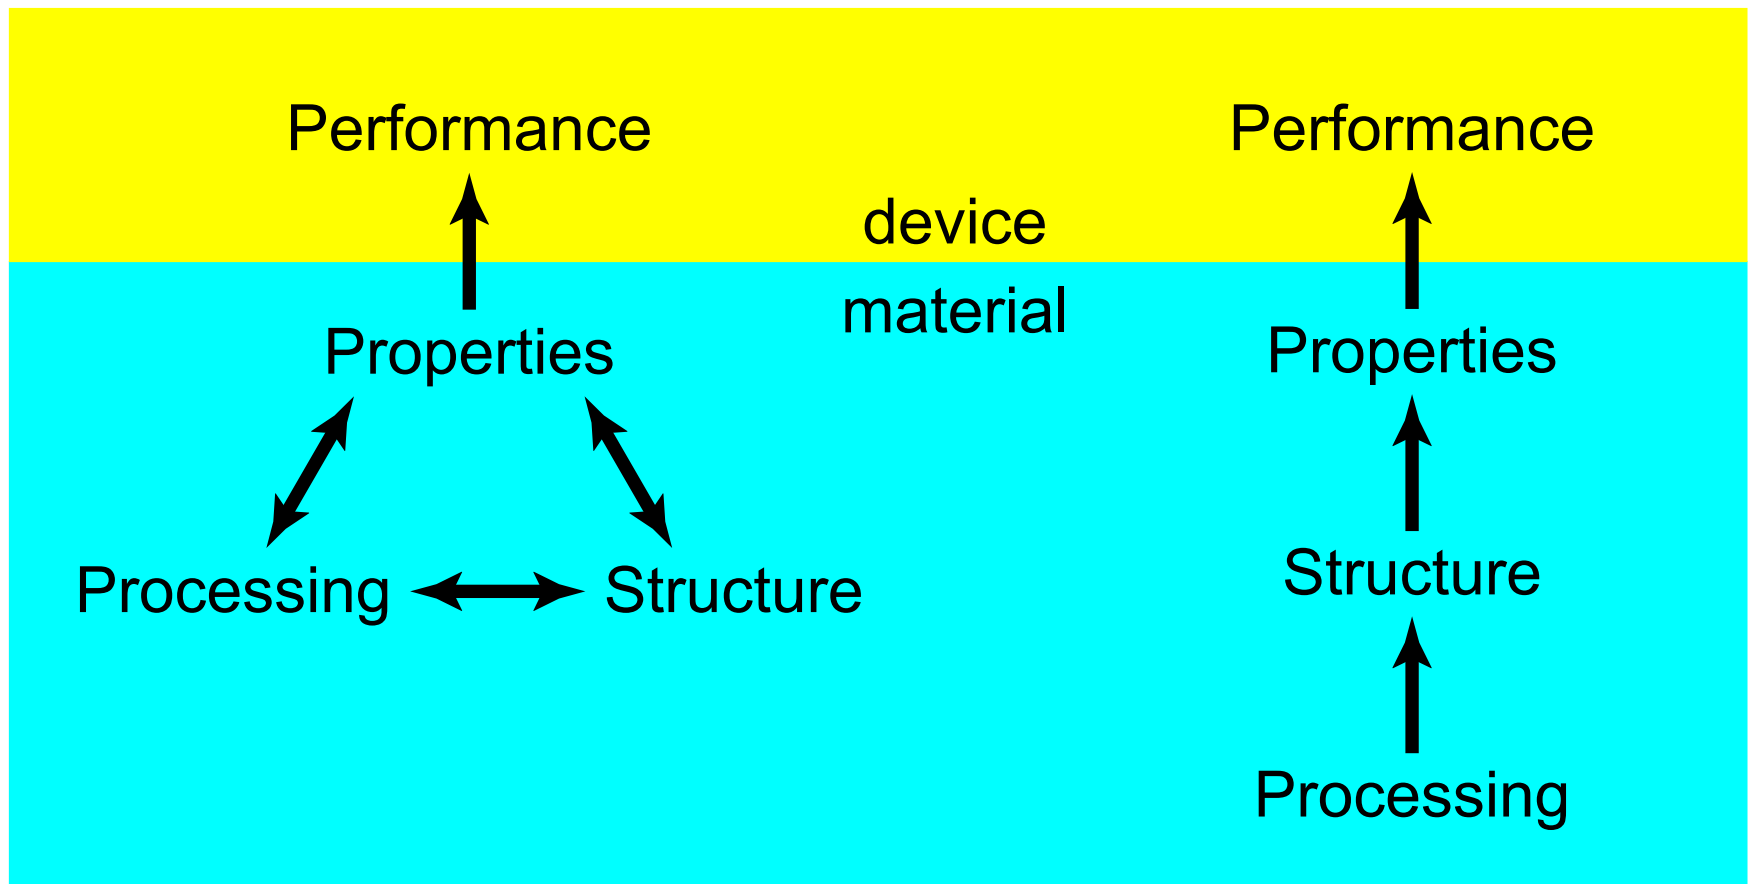 Performance
Performance
device
material
Properties
Properties
Structure
Processing
Structure
Processing